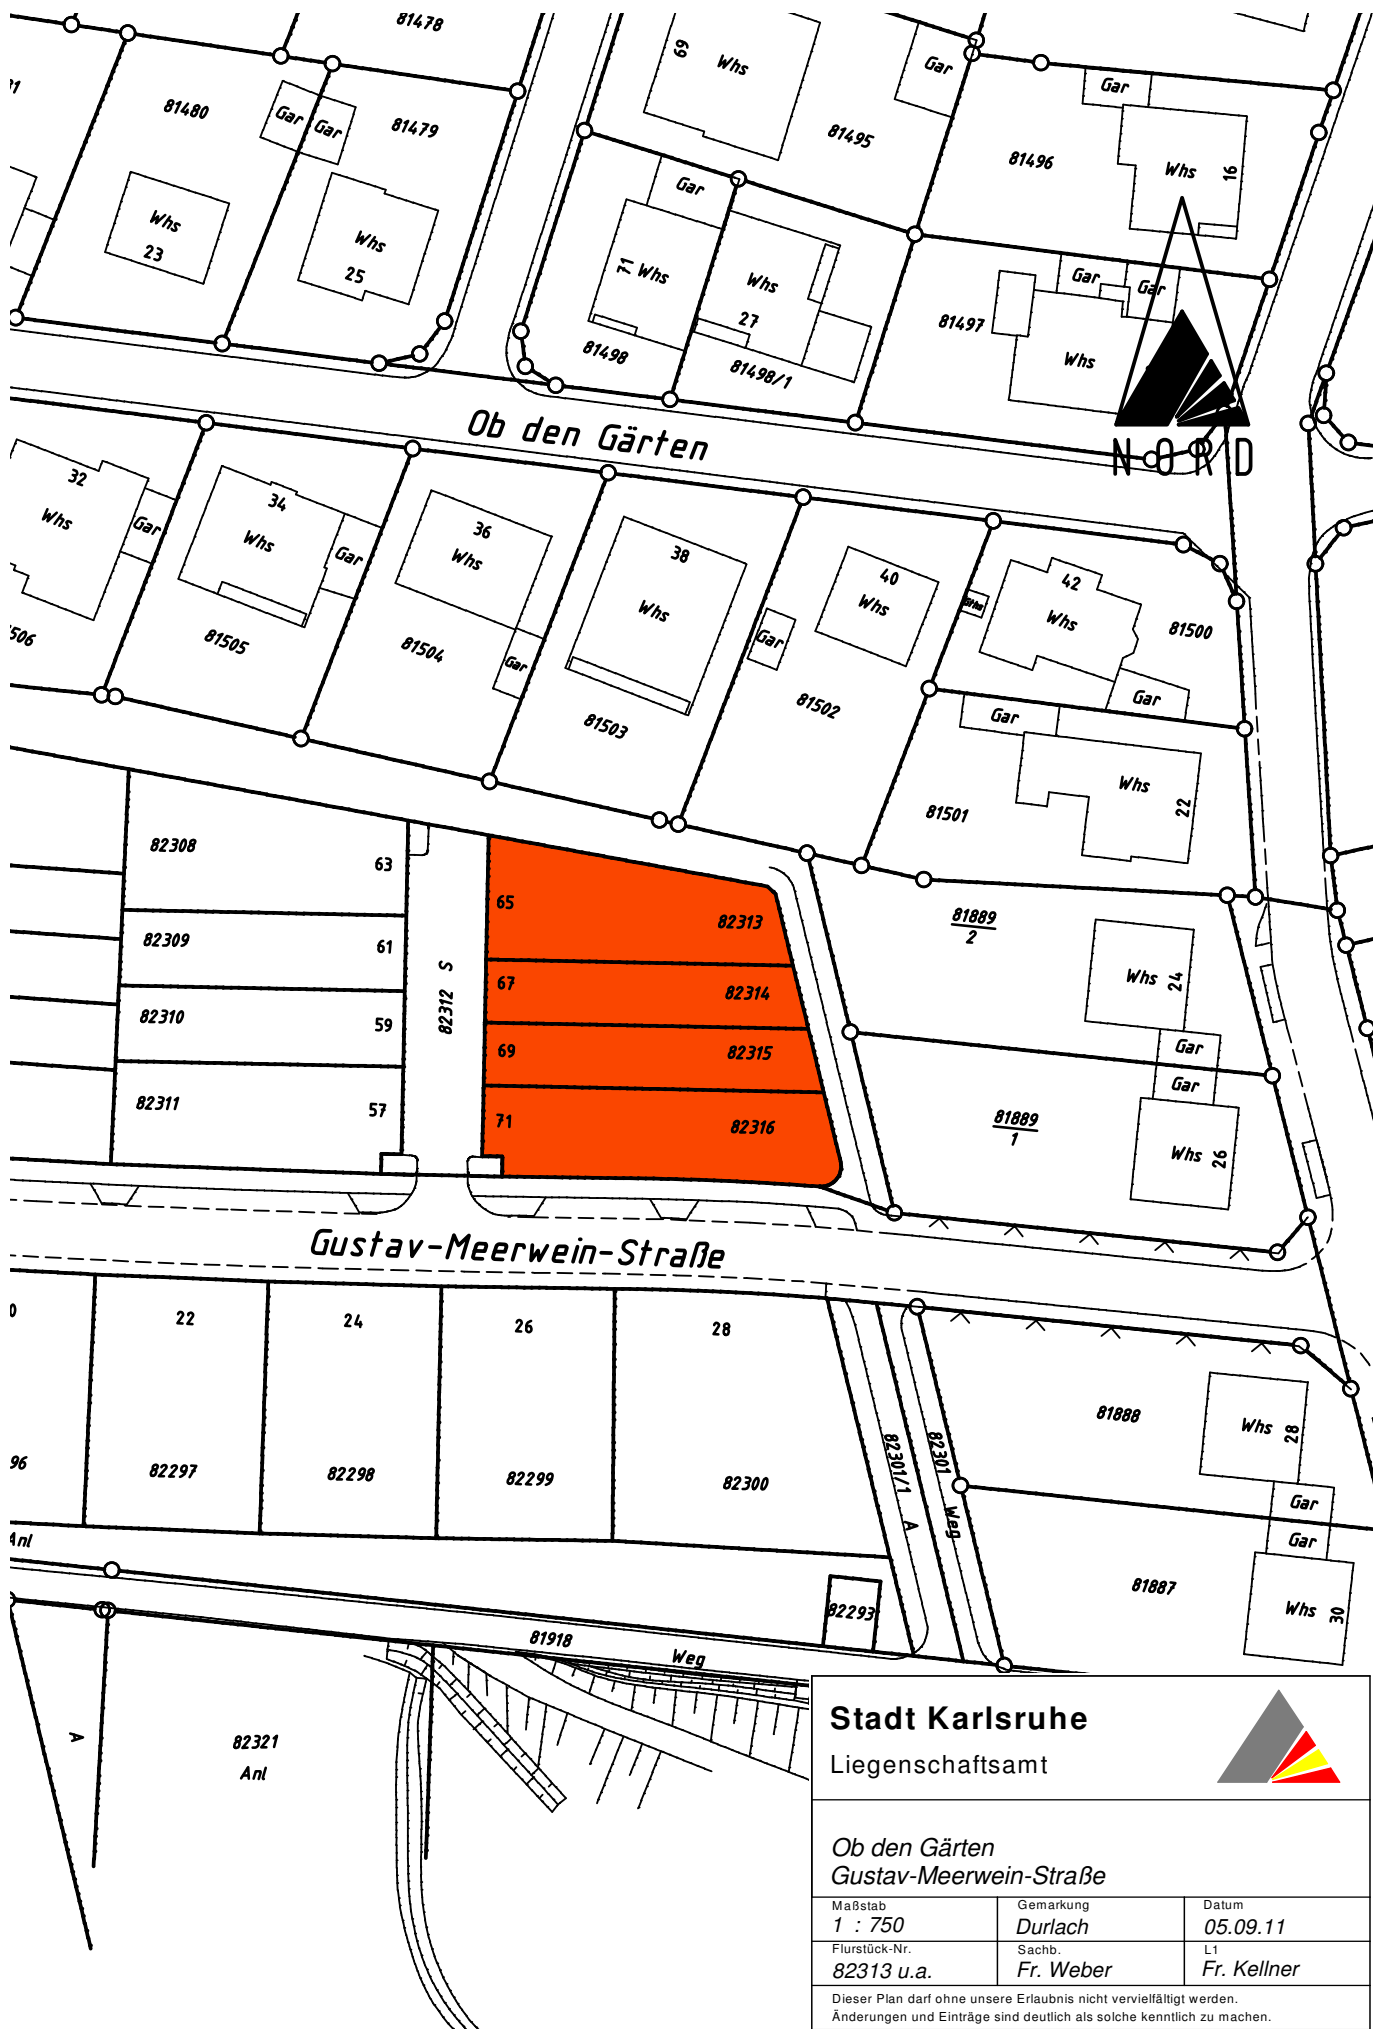 81478
69
Whs
Gar
81480
Gar
Gar
81479
81495
81496
Gar
Whs
16
Whs
23
Whs
25
Gar
71
Whs
Whs
27
81498
81498/1
81497
Gar
Gar
Whs
NORD
Ob den Gärten
32
Whs
Gar
34
Whs
Gar
36
Whs
38
Whs
40
Whs
42
Whs
81500
81505
81504
Gar
81503
Gar
81502
Gar
Gar
81501
Whs
22
82308
63
65
82313
81889
2
82309
61
67
82314
Whs
24
82312 S
82310
59
69
82315
Gar
Gar
82311
57
71
82316
81889
1
Whs
26
Gustav-Meerwein-Straße
22
24
26
28
81888
Whs
28
96
82297
82298
82299
82300
82301/1
A
82301
Weg
Gar
Gar
Anl
82293
81887
Whs
30
81918
Weg
A
82321
Anl
Stadt Karlsruhe
Liegenschaftsamt
Ob den Gärten
Gustav-Meerwein-Straße
Maßstab
1 : 750
Gemarkung
Durlach
Datum
05.09.11
Flurstück-Nr.
82313 u.a.
Sachb.
Fr. Weber
L1
Fr. Kellner
Dieser Plan darf ohne unsere Erlaubnis nicht vervielfältigt werden.
Änderungen und Einträge sind deutlich als solche kenntlich zu machen.